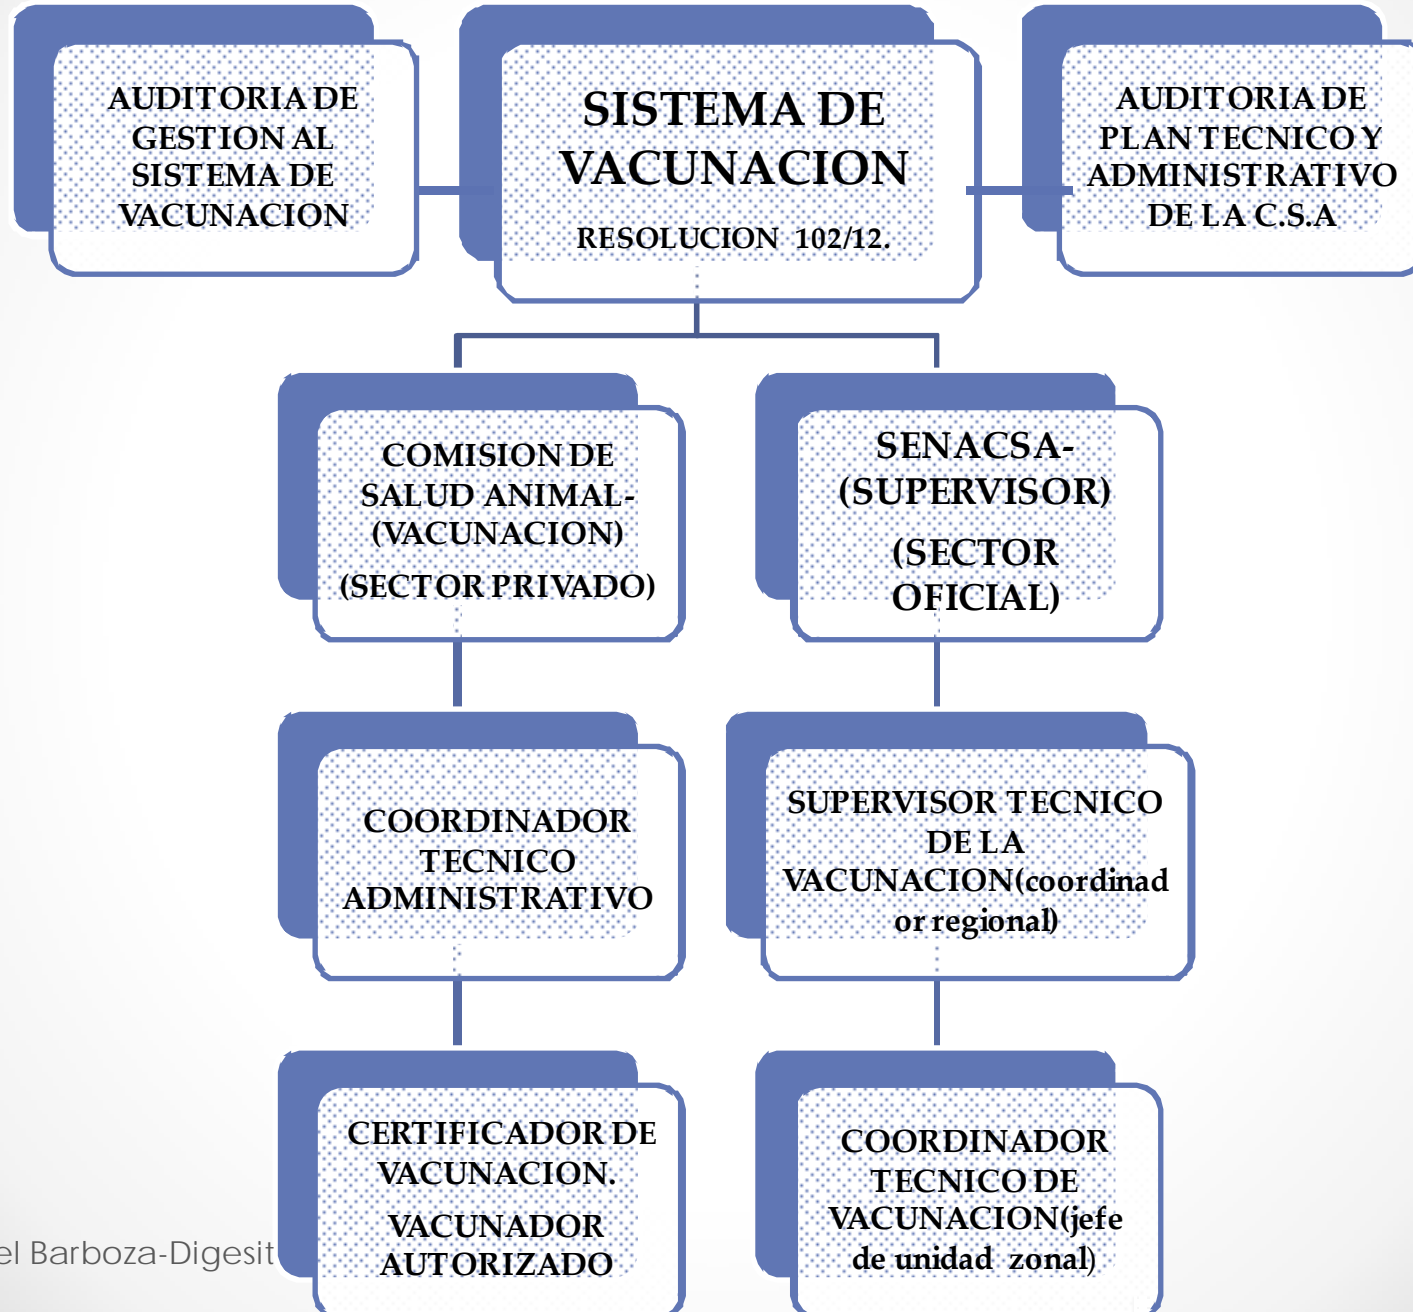 AUDITORIA DE
GESTION AL
SISTEMA DE
VACUNACION
SISTEMA DE
VACUNACION
RESOLUCION 102/12.
AUDITORIA DE
PLAN TECNICO Y
ADMINISTRATIVO
DE LA C.S.A
COMISION DE
SALUD ANIMAL-
(VACUNACION)
(SECTOR PRIVADO)
SENACSA-
(SUPERVISOR)
(SECTOR
OFICIAL)
COORDINADOR
TECNICO
ADMINISTRATIVO
SUPERVISOR TECNICO
DE LA
VACUNACION(coordinad
or regional)
CERTIFICADOR DE
VACUNACION.
VACUNADOR
AUTORIZADO
COORDINADOR
TECNICO DE
VACUNACION(jefe
de unidad zonal)
el Barboza-Digesit